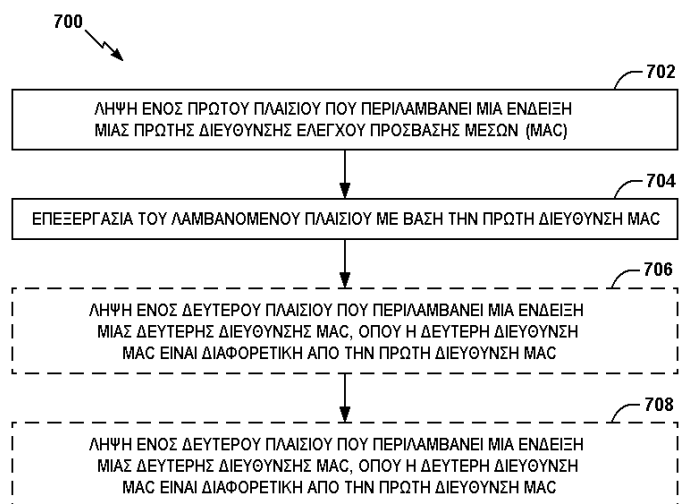 700
702
ΛΗΨΗ ΕΝΟΣ ΠΡΩΤΟΥ ΠΛΑΙΣΙΟΥ ΠΟΥ ΠΕΡΙΛΑΜΒΑΝΕΙ ΜΙΑ ΕΝΔΕΙΞΗ
ΜΙΑΣ ΠΡΩΤΗΣ ΔΙΕΥΘΥΝΣΗΣ ΕΛΕΓΧΟΥ ΠΡΟΣΒΑΣΗΣ ΜΕΣΩΝ (MAC)
704
ΕΠΕΞΕΡΓΑΣΙΑ ΤΟΥ ΛΑΜΒΑΝΟΜΕΝΟΥ ΠΛΑΙΣΙΟΥ ΜΕ ΒΑΣΗ ΤΗΝ ΠΡΩΤΗ ΔΙΕΥΘΥΝΣΗ MAC
706
ΛΗΨΗ ΕΝΟΣ ΔΕΥΤΕΡΟΥ ΠΛΑΙΣΙΟΥ ΠΟΥ ΠΕΡΙΛΑΜΒΑΝΕΙ ΜΙΑ ΕΝΔΕΙΞΗ
ΜΙΑΣ ΔΕΥΤΕΡΗΣ ΔΙΕΥΘΥΝΣΗΣ MAC, ΟΠΟΥ Η ΔΕΥΤΕΡΗ ΔΙΕΥΘΥΝΣΗ
MAC ΕΙΝΑΙ ΔΙΑΦΟΡΕΤΙΚΗ ΑΠΟ ΤΗΝ ΠΡΩΤΗ ΔΙΕΥΘΥΝΣΗ MAC
708
ΛΗΨΗ ΕΝΟΣ ΔΕΥΤΕΡΟΥ ΠΛΑΙΣΙΟΥ ΠΟΥ ΠΕΡΙΛΑΜΒΑΝΕΙ ΜΙΑ ΕΝΔΕΙΞΗ
ΜΙΑΣ ΔΕΥΤΕΡΗΣ ΔΙΕΥΘΥΝΣΗΣ MAC, ΟΠΟΥ Η ΔΕΥΤΕΡΗ ΔΙΕΥΘΥΝΣΗ
MAC ΕΙΝΑΙ ΔΙΑΦΟΡΕΤΙΚΗ ΑΠΟ ΤΗΝ ΠΡΩΤΗ ΔΙΕΥΘΥΝΣΗ MAC